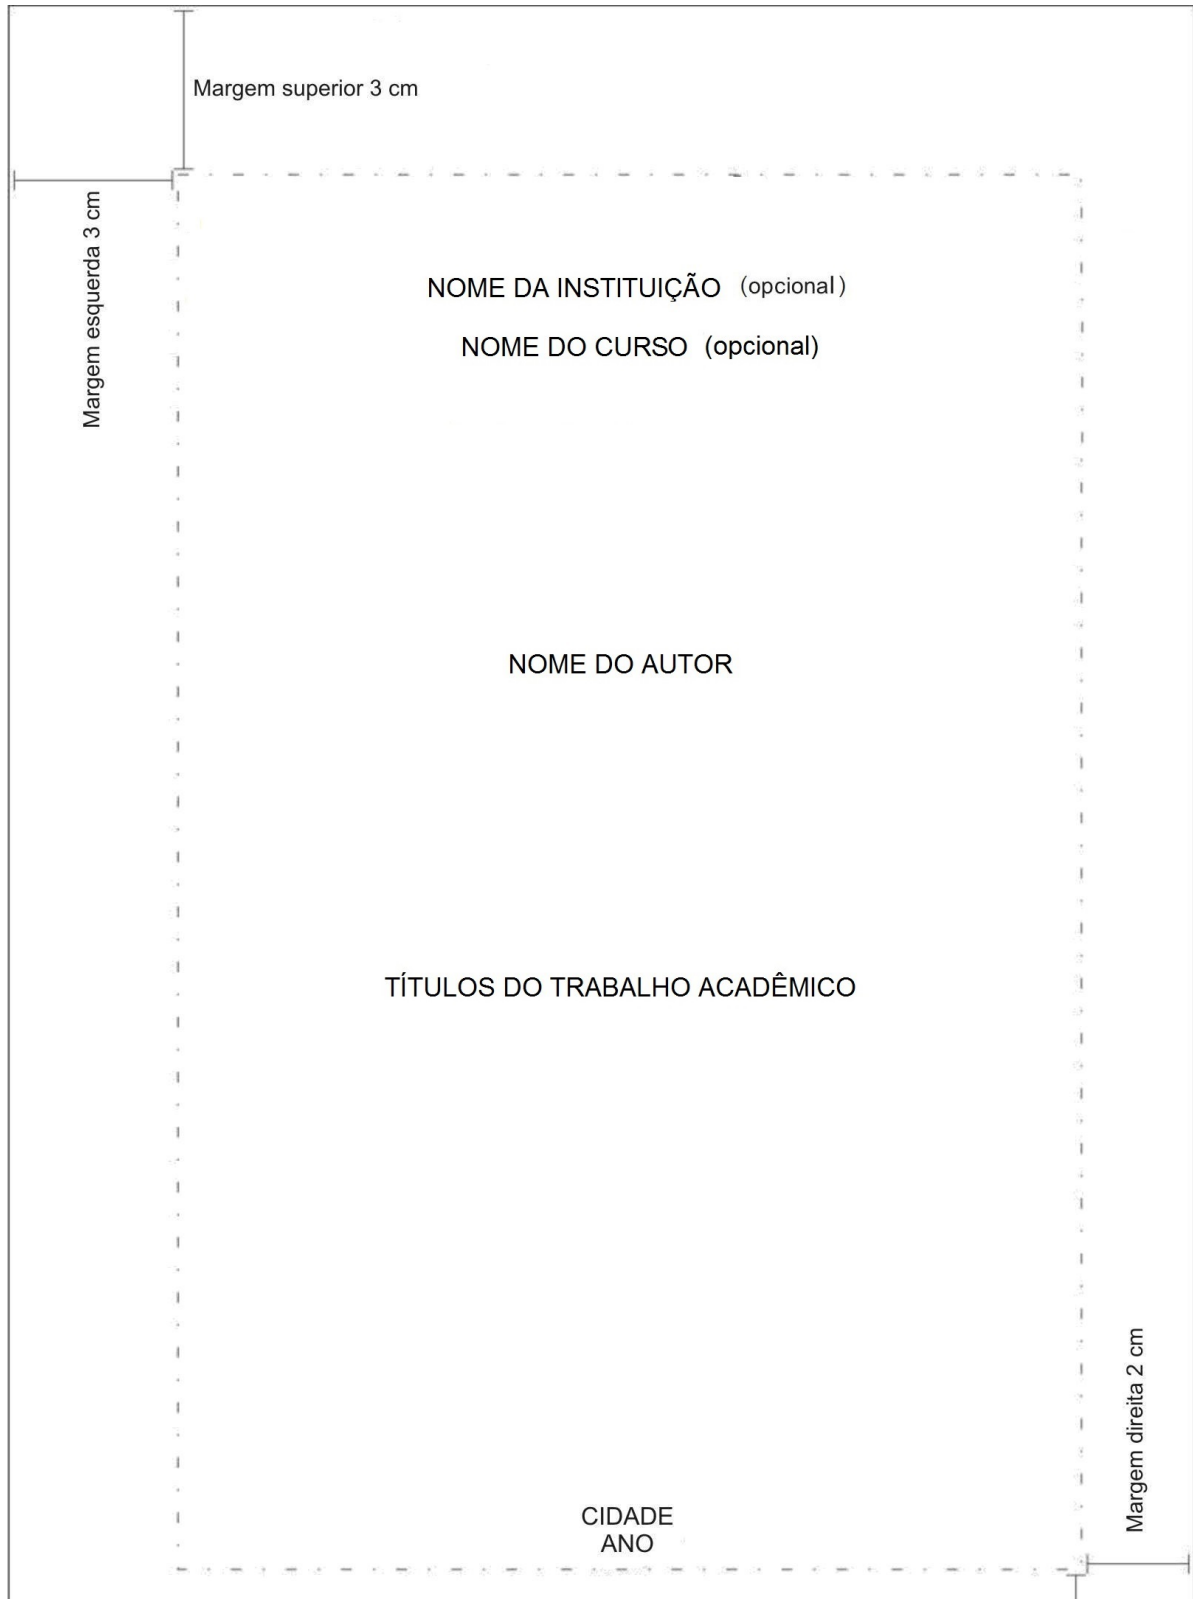 Margem superior 3 cm
Margem esquerda 3 cm
NOME DA INSTITUIÇÃO (opcional)
NOME DO CURSO (opcional)
NOME DO AUTOR
TÍTULOS DO TRABALHO ACADÊMICO
Margem direita 2 cm
CIDADE
ANO